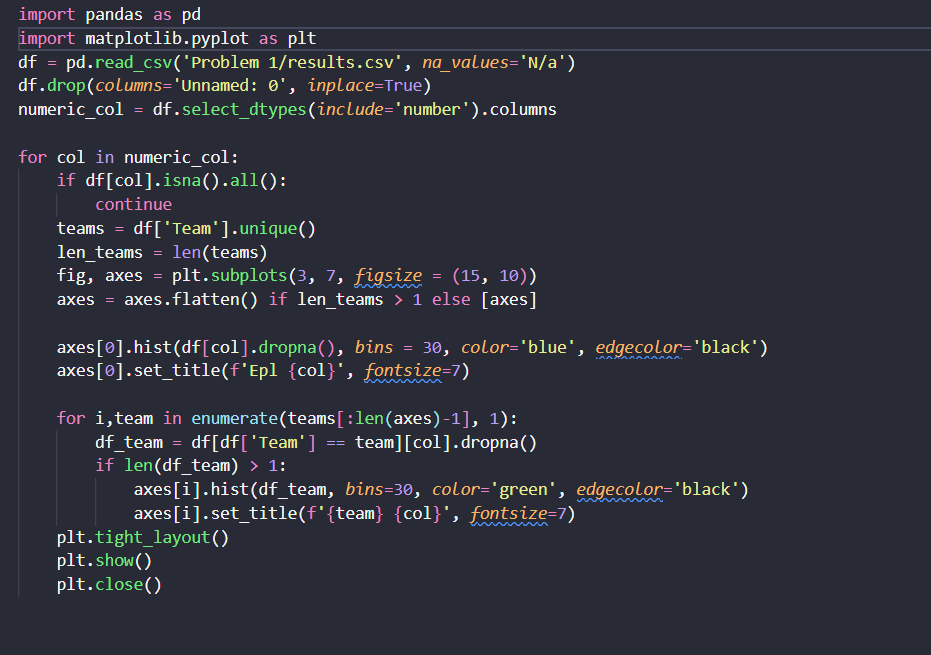 import pandas as pd
import matplotlib.pyplot as plt
df = pd.read_csv('Problem 1/results.csv', na_values='N/a')
df.drop(columns='Unnamed: 0', inplace=True)
numeric_col = df.select_dtypes(include='number').columns

for col in numeric_col:
    if df[col].isna().all():
        continue
    teams = df['Team'].unique()
    len_teams = len(teams)
    fig, axes = plt.subplots(3, 7, figsize = (15, 10))
    axes = axes.flatten() if len_teams > 1 else [axes]

    axes[0].hist(df[col].dropna(), bins = 30, color='blue', edgecolor='black')
    axes[0].set_title(f'Epl {col}', fontsize=7)

    for i,team in enumerate(teams[:len(axes)-1], 1):
        df_team = df[df['Team'] == team][col].dropna()
        if len(df_team) > 1:
            axes[i].hist(df_team, bins=30, color='green', edgecolor='black')
            axes[i].set_title(f'{team} {col}', fontsize=7)
    plt.tight_layout()
    plt.show()
    plt.close()